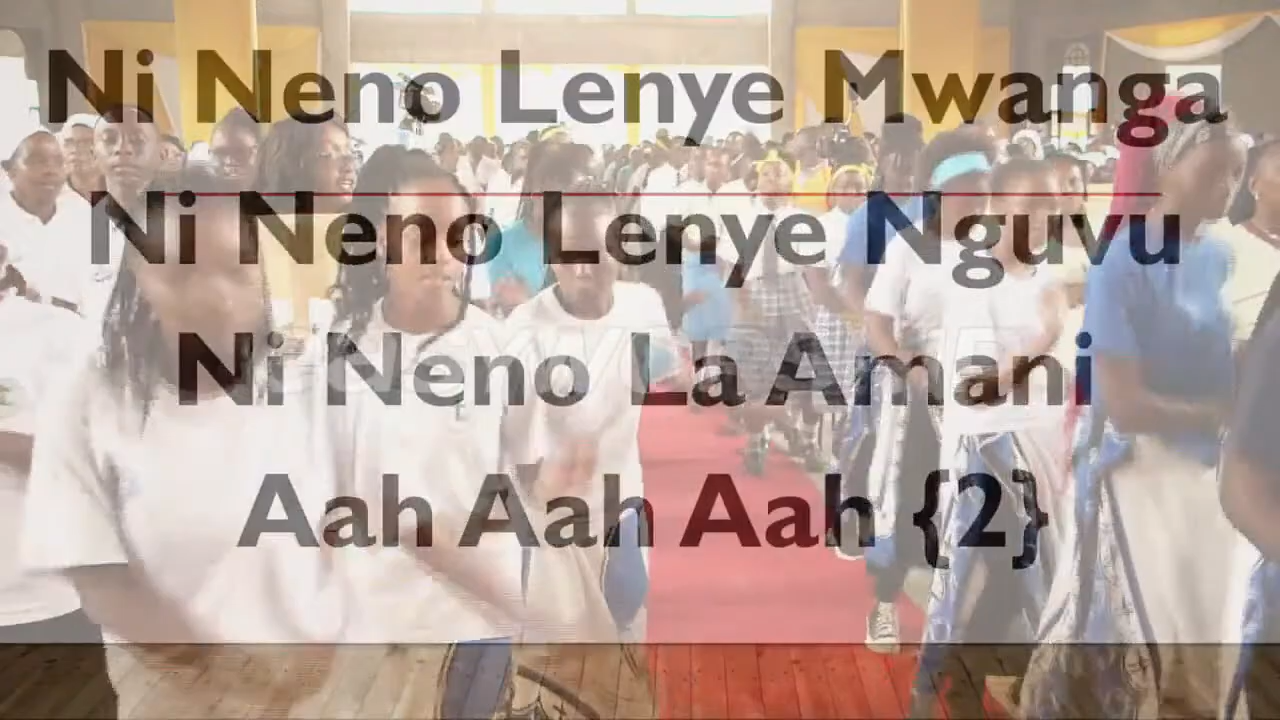 Ni Neno Lenye Mwanga
Ni Neno Lenye Nguvu
Ni Neno La Amani
Aah Aah Aah {2}